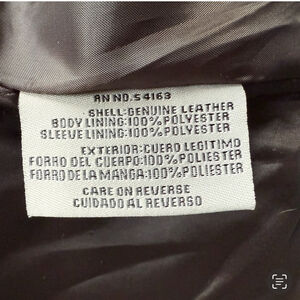 RN NO. 54163
SHELL:GENUINE LEATHER
BODY LINING:100%POLYESTER
SLEEVE LINING:100%POLYESTER
EXTERIOR:CUERO LEGITIMO
FORRO DEL CUERPO:100%POLIESTER
FORRO DE LA MANGA:100%POLIESTER
CARE ON REVERSE
CUIDADO AL REVERSO